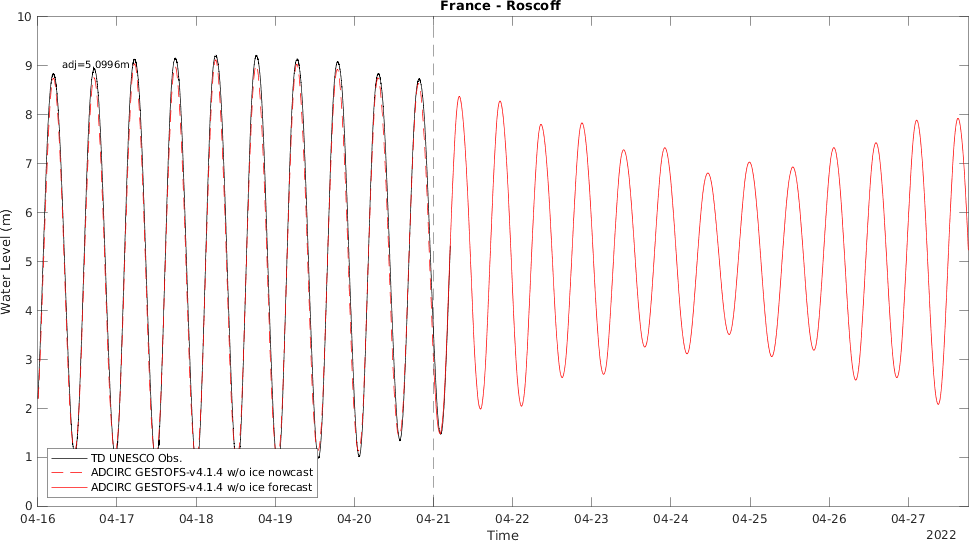 France - Roscoff
adj=5.0996m
10
9
8
7
6
5
4
3
2
1
0
Water Level (m)
TD UNESCO Obs.
ADCIRC GESTOFS-v4.1.4 w/o ice nowcast
ADCIRC GESTOFS-v4.1.4 w/o ice forecast
04-16 04-17 04-18 04-19 04-20 04-21 04-22 04-23 04-24 04-25 04-26 04-27
Time
2022